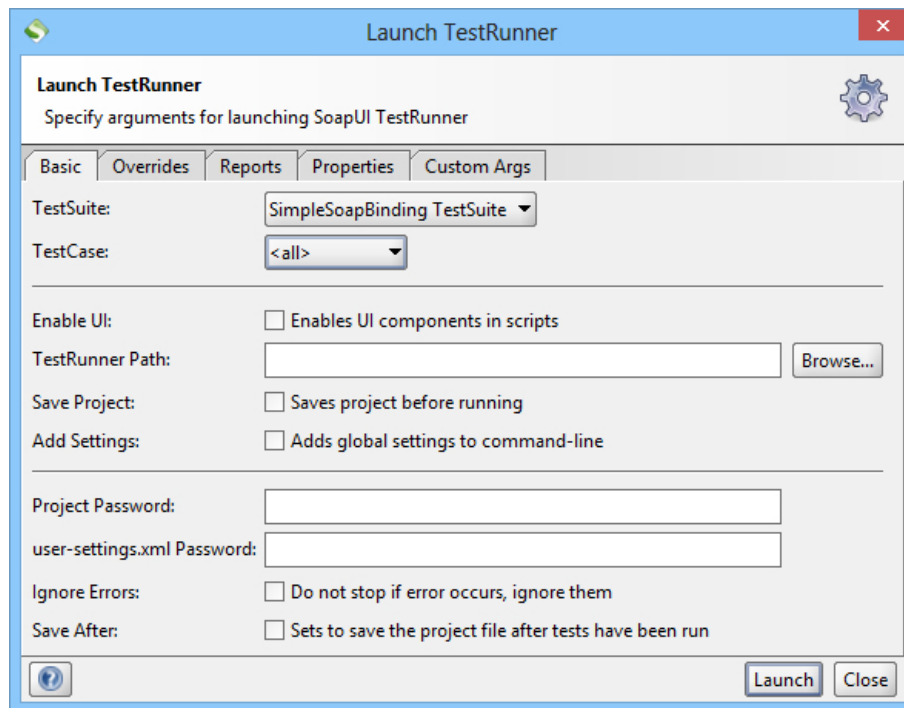 Launch TestRunner
Launch TestRunner
Specify arguments for launching SoapUI TestRunner
Basic Overrides Reports Properties Custom Args
TestSuite: SimpleSoapBinding TestSuite
TestCase: <all>
Enable UI: Enables UI components in scripts
TestRunner Path: Browse...
Save Project: Saves project before running
Add Settings: Adds global settings to command-line
Project Password:
user-settings.xml Password:
Ignore Errors: Do not stop if error occurs, ignore them
Save After: Sets to save the project file after tests have been run
Launch Close